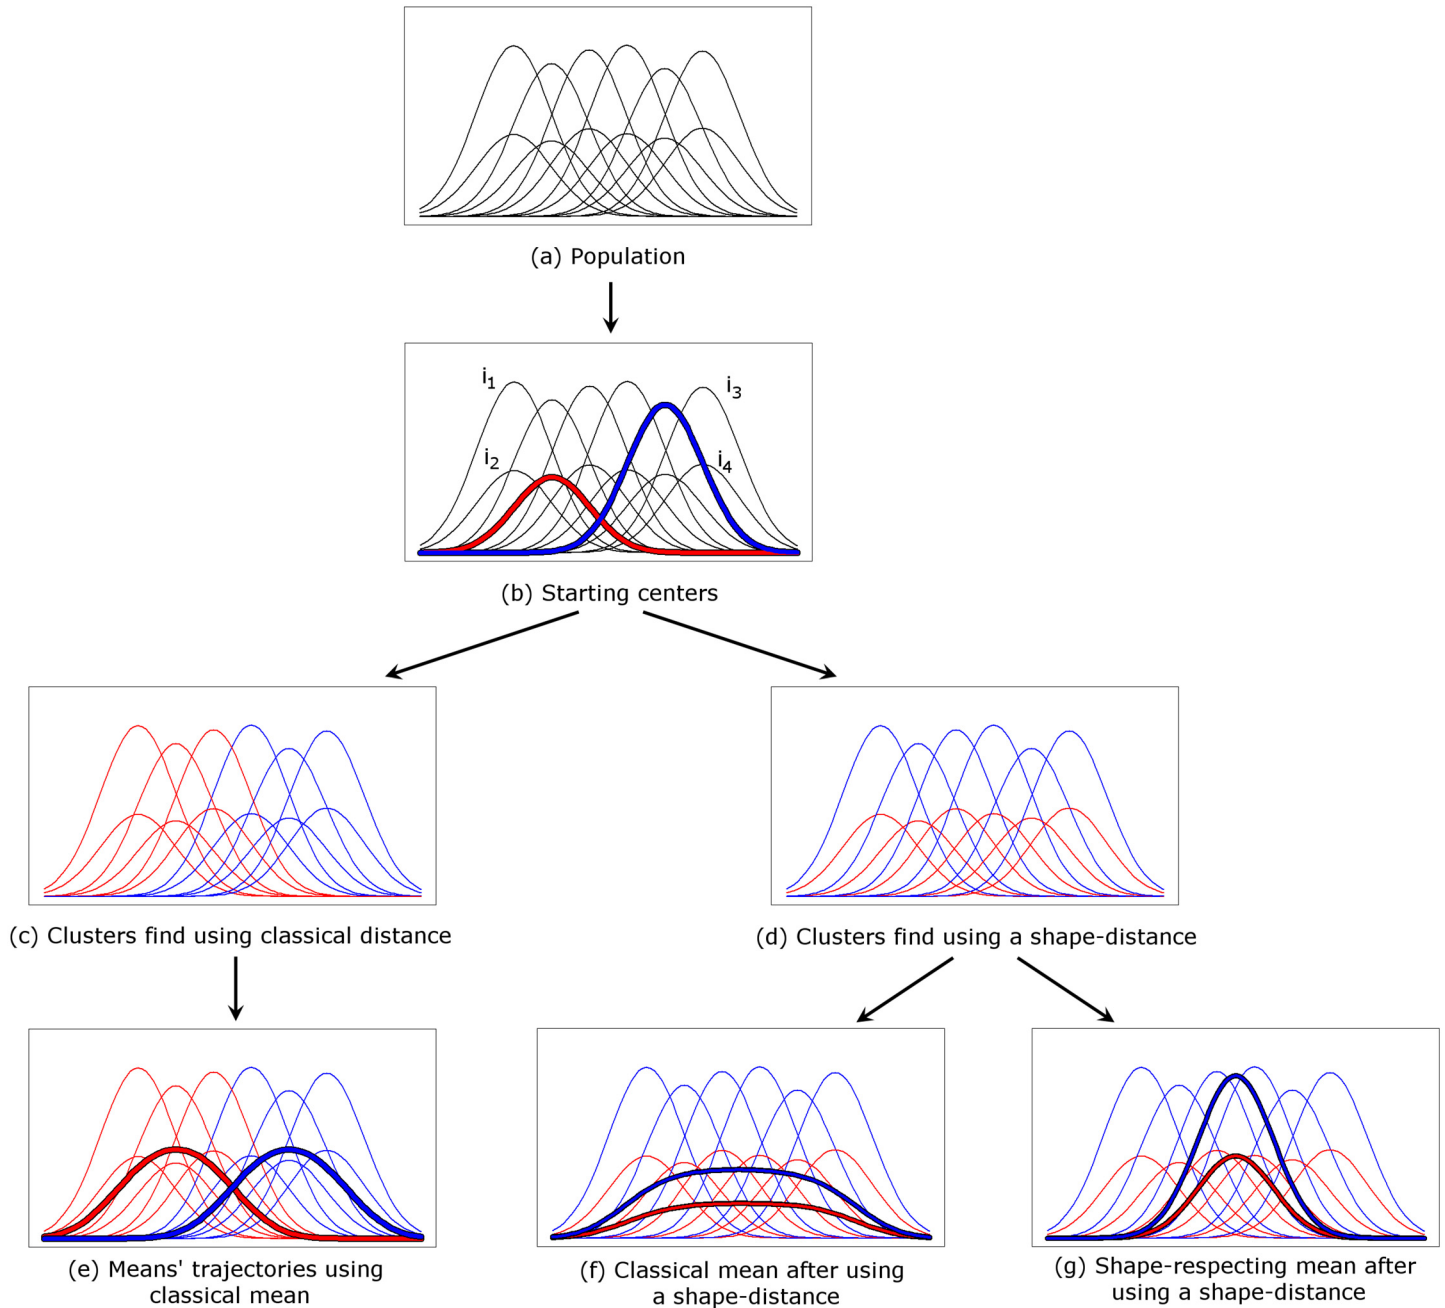 (a) Population
i1
i3
i2
i4
(b) Starting centers
(c) Clusters find using classical distance
(d) Clusters find using a shape-distance
(e) Means' trajectories using
classical mean
(f) Classical mean after using
a shape-distance
(g) Shape-respecting mean after
using a shape-distance